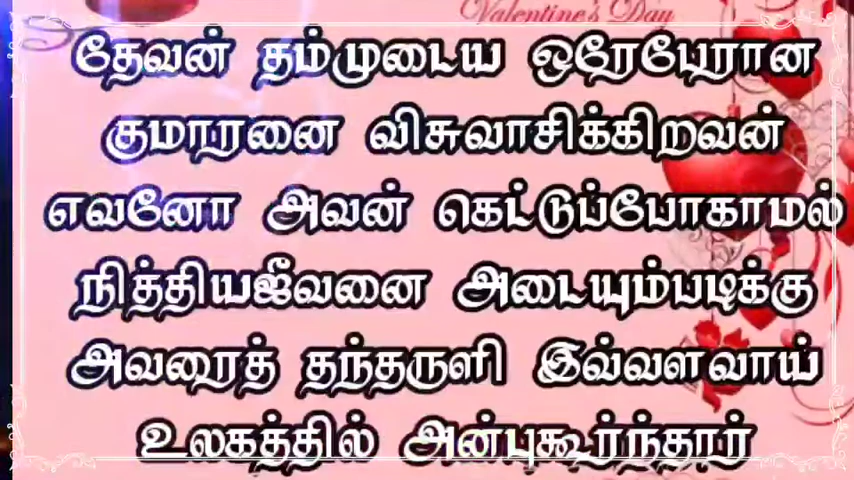 Valentine's Day
தேவன் தம்முடைய ஒரேபேரான
குமாரனை விசுவாசிக்கிறவன்
எவனோ அவன் கெட்டுப்போகாமல்
நித்தியஜீவனை அடையும்படிக்கு
அவரைத் தந்தருளி இவ்வளவாய்
உலகத்தில் அன்புகூர்ந்தார்